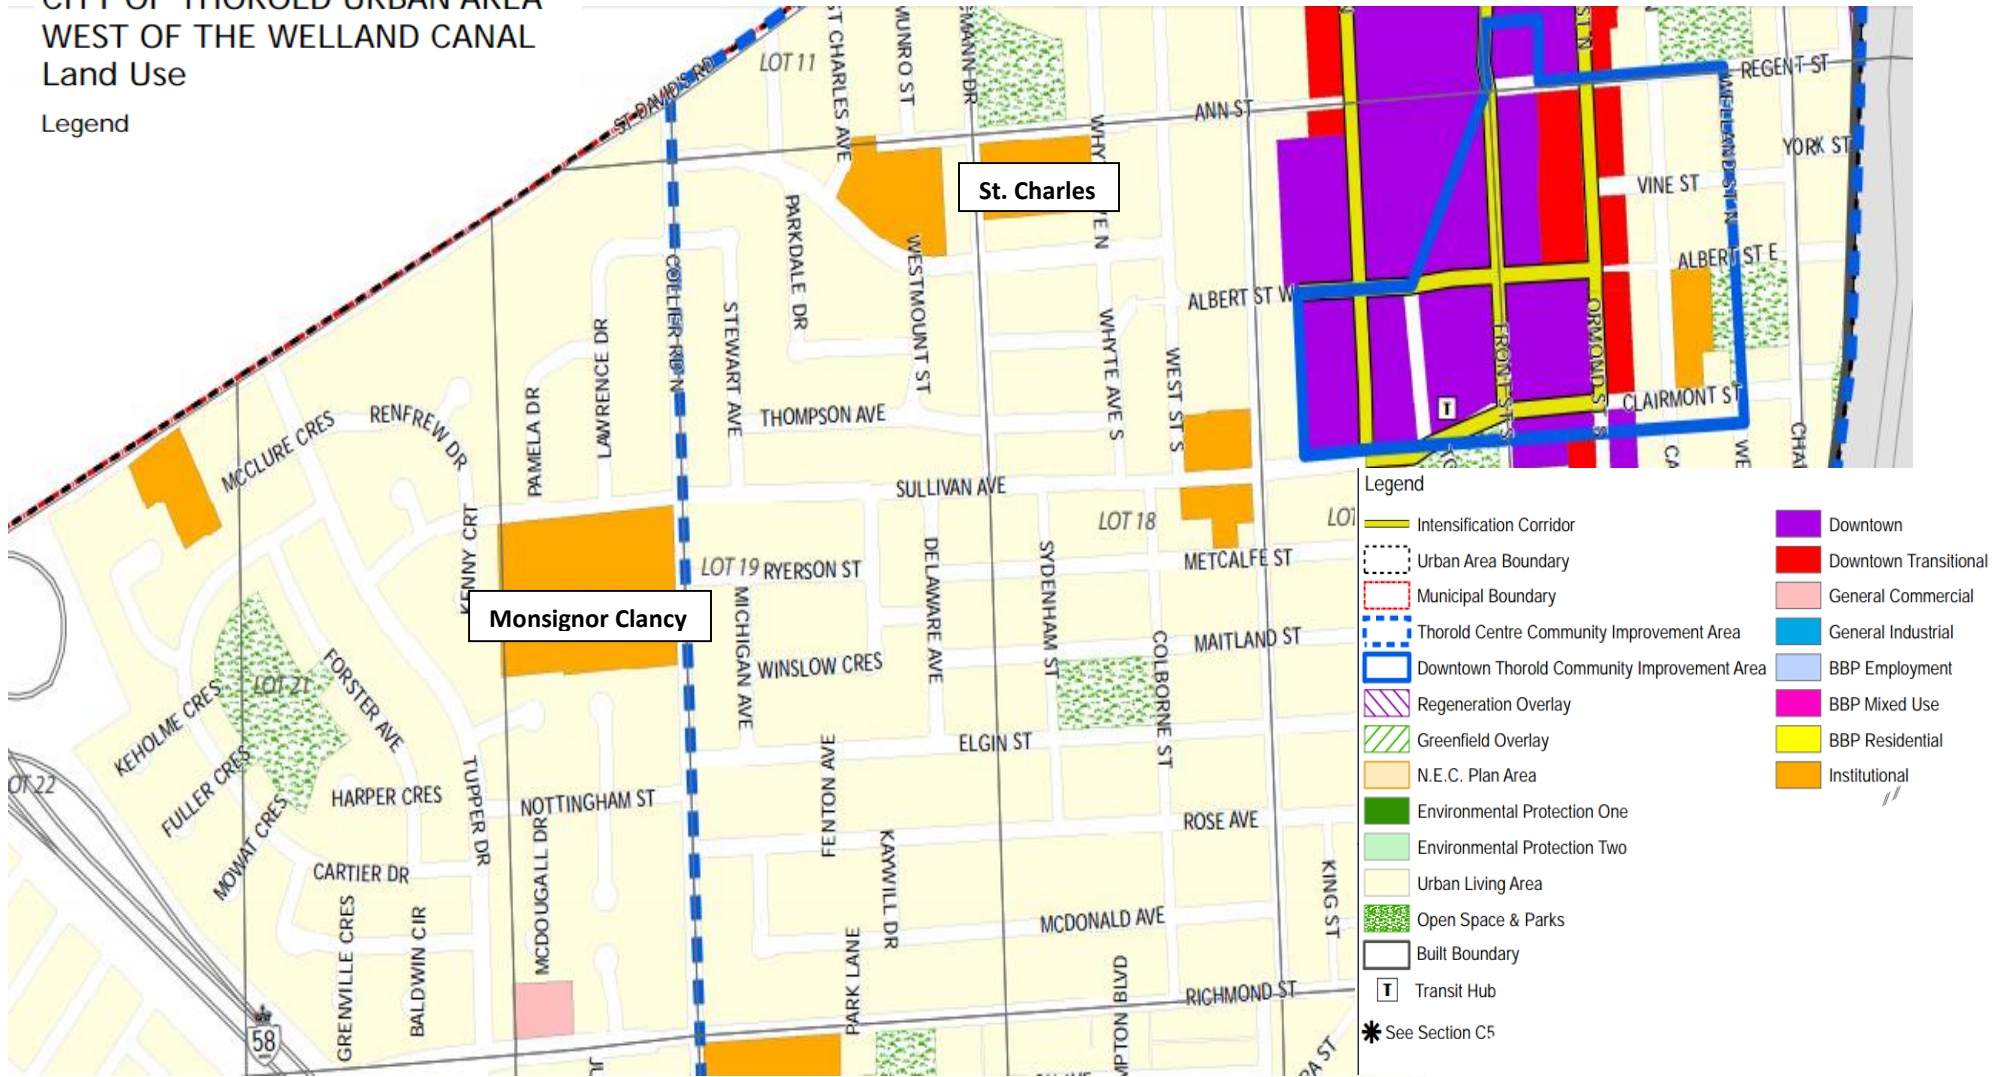 CITY OF THOROLD URBAN AREA
WEST OF THE WELLAND CANAL
Land Use
Legend
ST DAVID'S RD
LOT 11
ST CHARLES AVE
MUNRO ST
ANN ST
REGENT ST
YORK ST
VINE ST
WELLAND ST N
ALBERT ST E
ALBERT ST W
St. Charles
PARKDALE DR
WESTMOUNT ST
COLLIER RD N
STEWART AVE
LAWRENCE DR
PAMELA DR
WHYTE AVE S
WEST ST S
FRONT ST S
ORMOND ST S
CLAIRMONT ST
T
THOMPSON AVE
RENFREW DR
MCCLURE CRES
SULLIVAN AVE
LOT 18
KENNY CRT
LOT 19
RYERSON ST
METCALFE ST
DELAWARE AVE
SYDENHAM ST
Monsignor Clancy
MICHIGAN AVE
WINSLOW CRES
MAITLAND ST
COLBORNE ST
LOT 21
FORSTER AVE
KEHOLME CRES
FULLER CRES
MOWAT CRES
HARPER CRES
TUPPER DR
NOTTINGHAM ST
ELGIN ST
FENTON AVE
ROSE AVE
CARTIER DR
MCDOUGALL DR
KAYWILL DR
MCDONALD AVE
KING ST
GRENVILLE CRES
BALDWIN CIR
PARK LANE
RICHMOND ST
58
Legend
Intensification Corridor
Urban Area Boundary
Municipal Boundary
Thorold Centre Community Improvement Area
Downtown Thorold Community Improvement Area
Regeneration Overlay
Greenfield Overlay
N.E.C. Plan Area
Environmental Protection One
Environmental Protection Two
Urban Living Area
Open Space & Parks
Built Boundary
T Transit Hub
See Section C5
Downtown
Downtown Transitional
General Commercial
General Industrial
BBP Employment
BBP Mixed Use
BBP Residential
Institutional